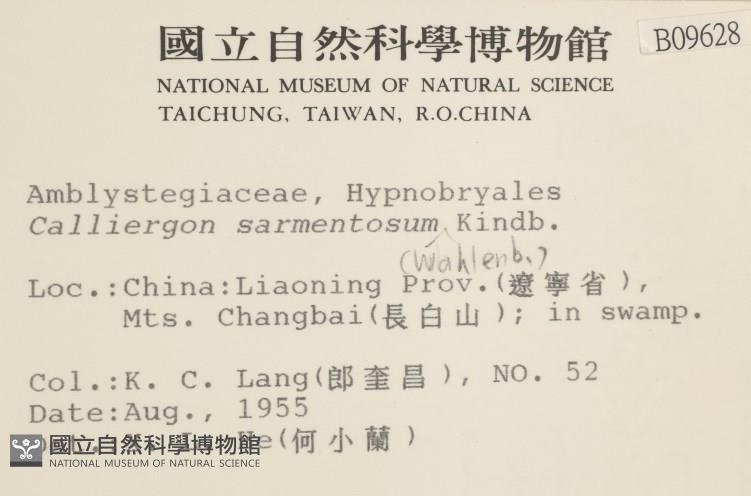 國立自然科學博物館
B09628
NATIONAL MUSEUM OF NATURAL SCIENCE
TAICHUNG, TAIWAN, R.O.CHINA
Amblystegiaceae, Hypnobryales
Calliergon sarmentosum Kindb.
(Wahlenb.)
Loc.:China:Liaoning Prov.(遼寧省),
Mts. Changbai(長白山); in swamp.
Col.:K. C. Lang(郎奎昌), NO. 52
Date:Aug., 1955
He(何小蘭)
國立自然科學博物館
NATIONAL MUSEUM OF NATURAL SCIENCE